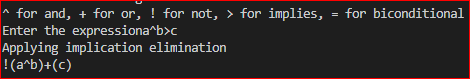 ^ for and, + for or, ! for not, > for implies, = for biconditional
Enter the expressiona^b>c
Applying implication elimination
!(a^b)+(c)